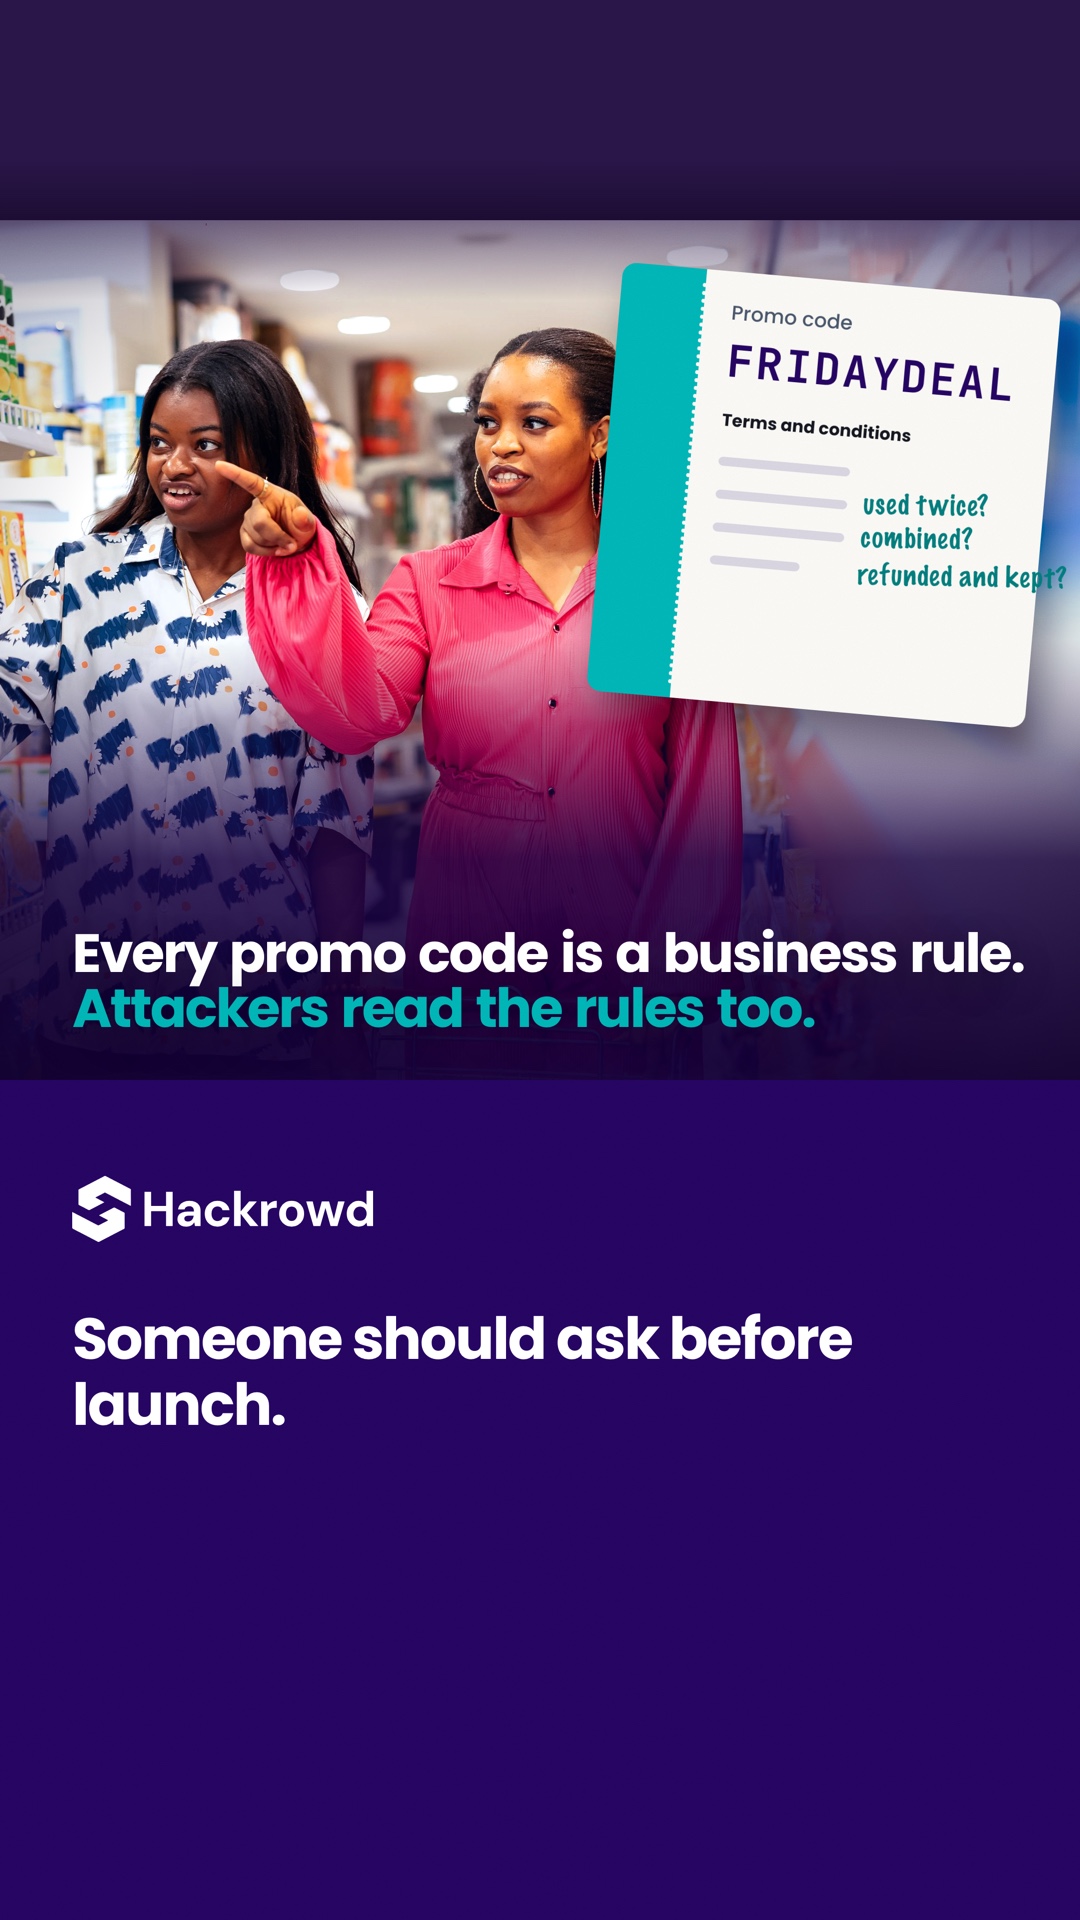 Promo code
FRIDAYDEAL
Terms and conditions
used twice?
combined?
refunded and kept?
Every promo code is a business rule.
Attackers read the rules too.
Hackrowd
Someone should ask before
launch.